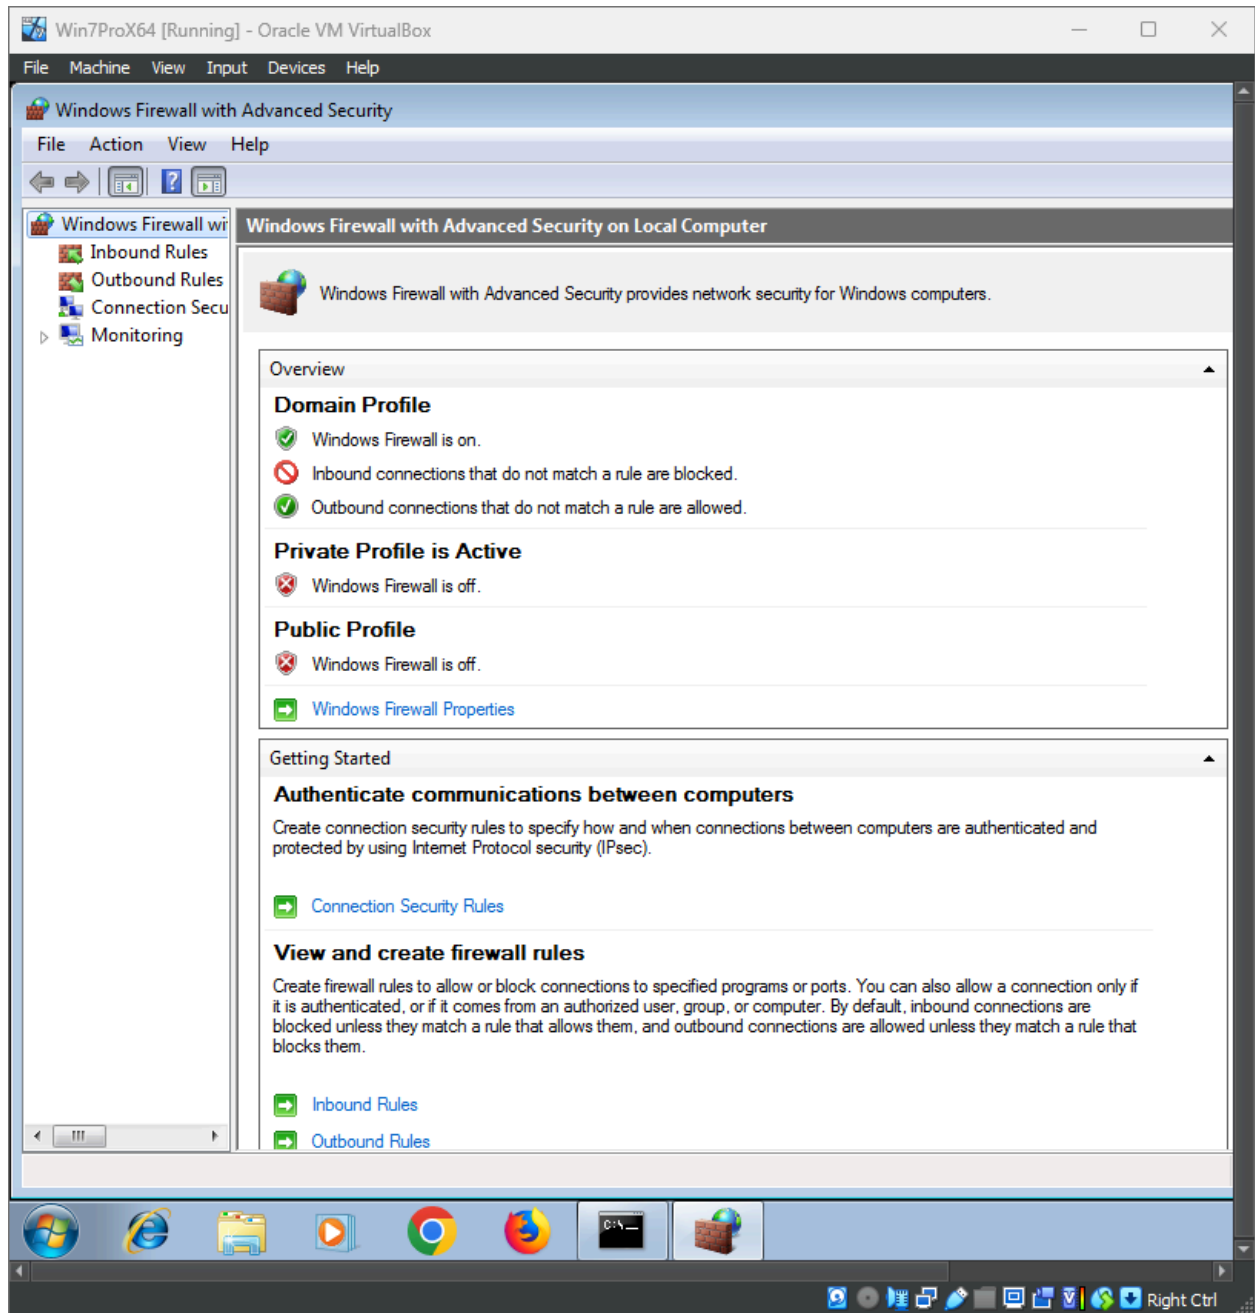 Win7ProX64 [Running] - Oracle VM VirtualBox
File Machine View Input Devices Help
Windows Firewall with Advanced Security
File Action View Help
Windows Firewall wit
Inbound Rules
Outbound Rules
Connection Secu
Monitoring
Windows Firewall with Advanced Security on Local Computer
Windows Firewall with Advanced Security provides network security for Windows computers.
Overview
Domain Profile
Windows Firewall is on.
Inbound connections that do not match a rule are blocked.
Outbound connections that do not match a rule are allowed.
Private Profile is Active
Windows Firewall is off.
Public Profile
Windows Firewall is off.
Windows Firewall Properties
Getting Started
Authenticate communications between computers
Create connection security rules to specify how and when connections between computers are authenticated and
protected by using Internet Protocol security (IPsec).
Connection Security Rules
View and create firewall rules
Create firewall rules to allow or block connections to specified programs or ports. You can also allow a connection only if
it is authenticated, or if it comes from an authorized user, group, or computer. By default, inbound connections are
blocked unless they match a rule that allows them, and outbound connections are allowed unless they match a rule that
blocks them.
Inbound Rules
Outbound Rules
C:\_
Right Ctrl